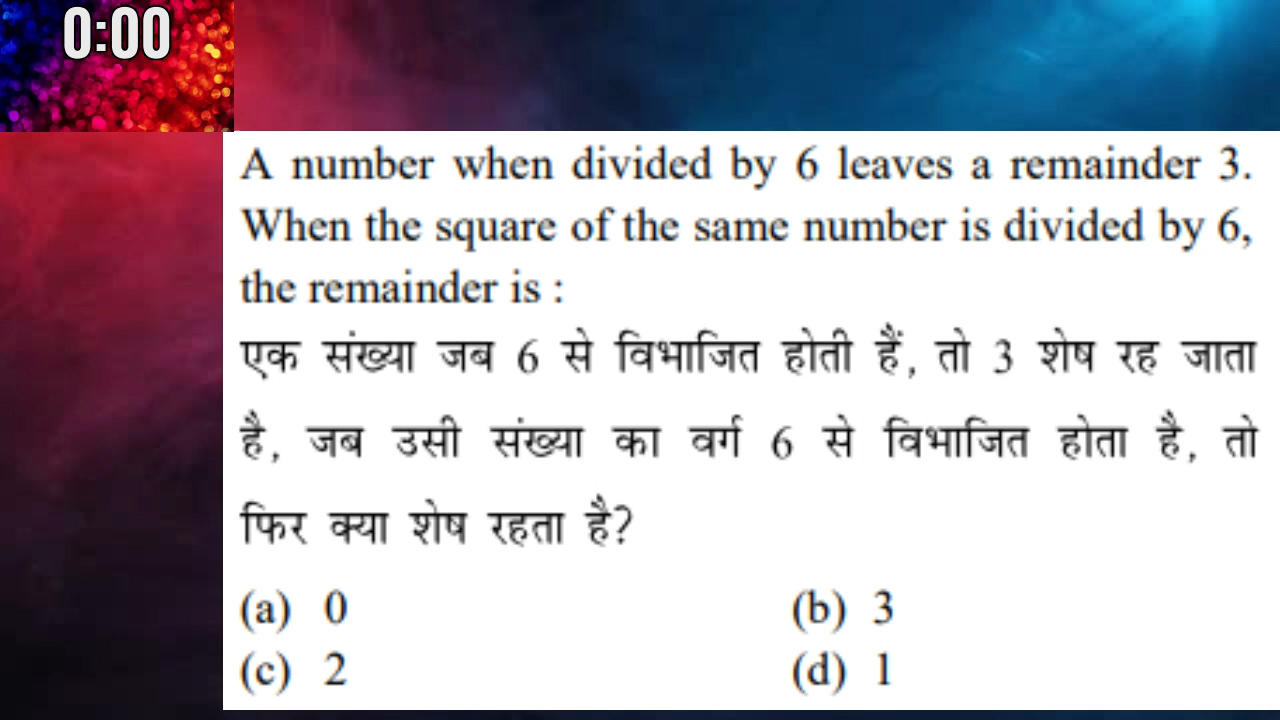 0:00
A number when divided by 6 leaves a remainder 3.
When the square of the same number is divided by 6,
the remainder is :
एक संख्या जब 6 से विभाजित होती हैं, तो 3 शेष रह जाता
है, जब उसी संख्या का वर्ग 6 से विभाजित होता है, तो
फिर क्या शेष रहता है?
(a) 0 (b) 3
(c) 2 (d) 1